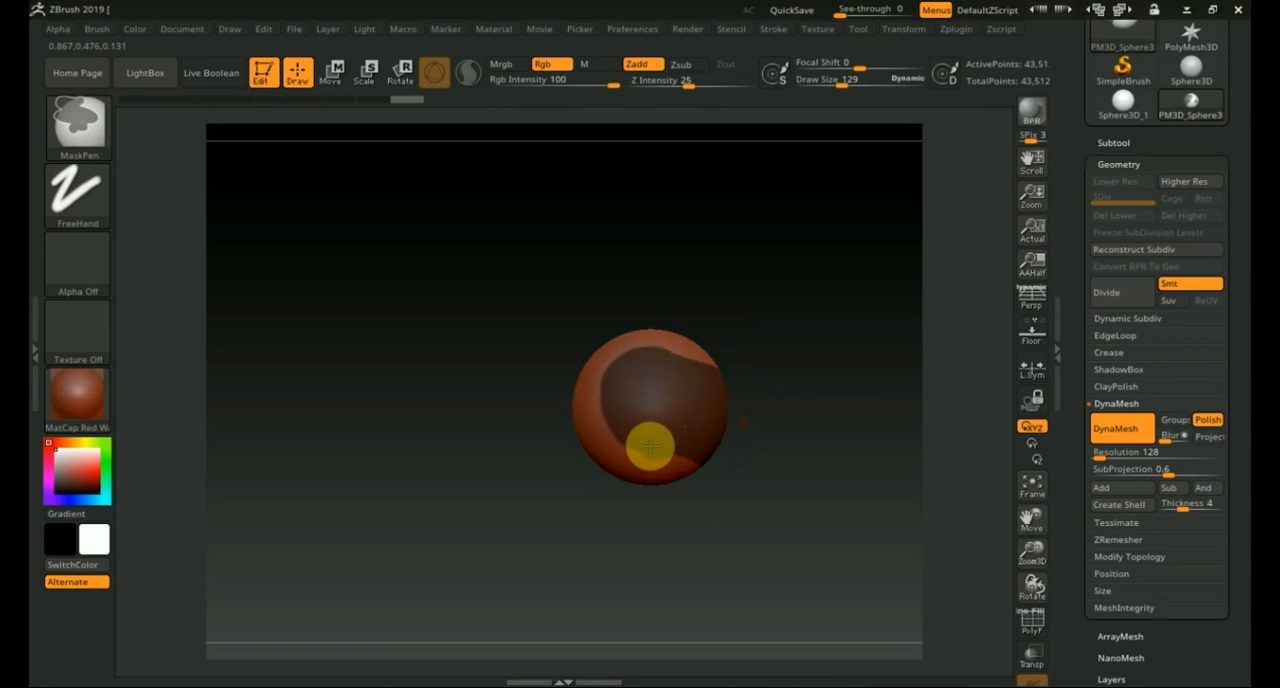 ZBrush 2019 [
AC QuickSave See-through 0 Menus DefaultZScript
Alpha Brush Color Document Draw Edit File Layer Light Macro Marker Material Movie Picker Preferences Render Stencil Stroke Texture Tool Transform Zplugin Zscript
0.867,0.476,0.131
Home Page LightBox Live Boolean Edit Draw Move Scale Rotate
Mrgb Rgb M Zadd Zsub Zcut
Rgb Intensity 100 Z Intensity 25
Focal Shift 0
Draw Size 129 Dynamic
ActivePoints: 43,51
TotalPoints: 43,512
MaskPen
FreeHand
Alpha Off
Texture Off
MatCap Red W
Gradient
SwitchColor
Alternate
BPR
SPix 3
Scroll
Zoom
Actual
AAHalf
Persp
Floor
L.Sym
XYZ
Frame
Move
Zoom3D
Rotate
PolyF
Transp
PM3D_Sphere3 PolyMesh3D
SimpleBrush Sphere3D
Sphere3D_1 PM3D_Sphere3
Subtool
Geometry
Lower Res Higher Res
SDiv Cage Rstr
Del Lower Del Higher
Freeze SubDivision Levels
Reconstruct Subdiv
Convert BPR To Geo
Divide Smt
Suv ReUV
Dynamic Subdiv
EdgeLoop
Crease
ShadowBox
ClayPolish
DynaMesh
DynaMesh Group Polish
Blur Projec
Resolution 128
SubProjection 0.6
Add Sub And
Create Shell Thickness 4
Tessimate
ZRemesher
Modify Topology
Position
Size
MeshIntegrity
ArrayMesh
NanoMesh
Layers